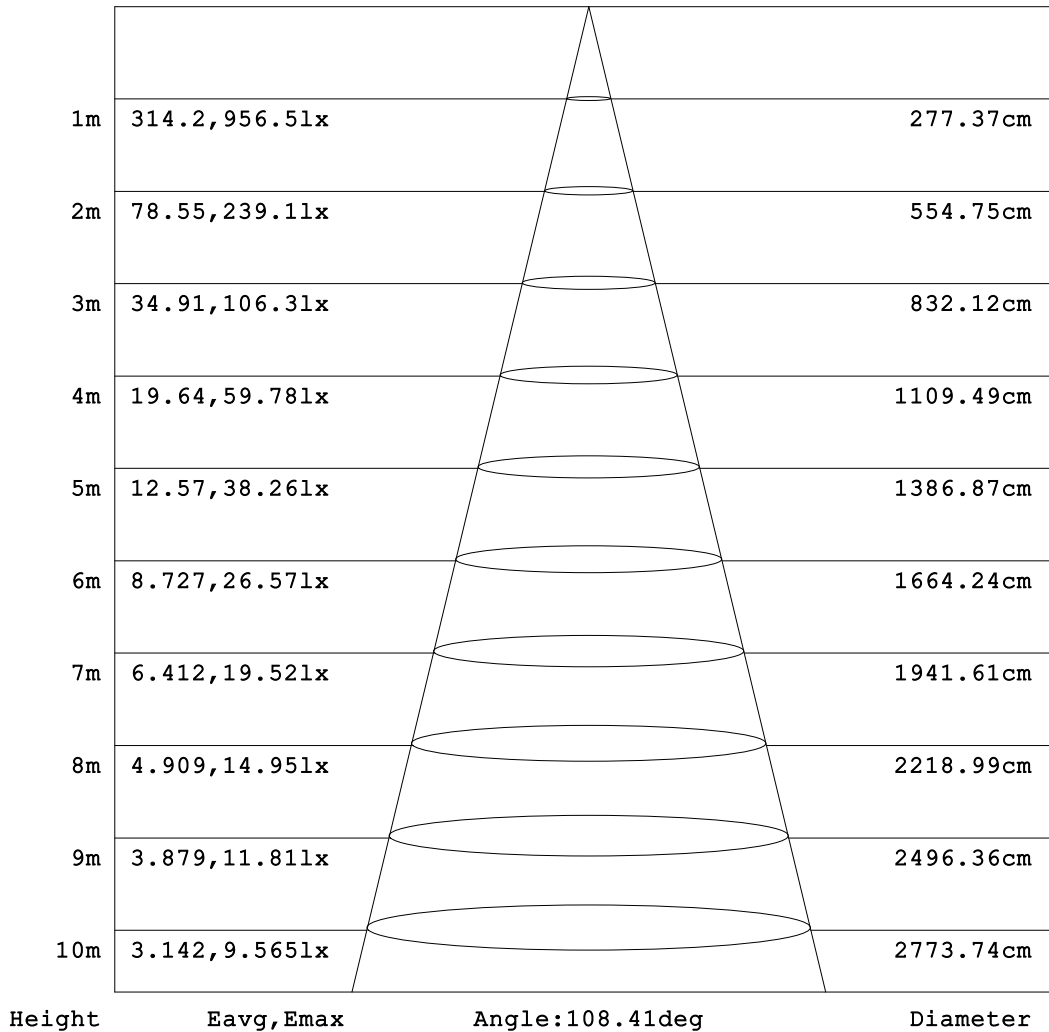 1m 314.2,956.5lx 277.37cm
2m 78.55,239.1lx 554.75cm
3m 34.91,106.3lx 832.12cm
4m 19.64,59.78lx 1109.49cm
5m 12.57,38.26lx 1386.87cm
6m 8.727,26.57lx 1664.24cm
7m 6.412,19.52lx 1941.61cm
8m 4.909,14.95lx 2218.99cm
9m 3.879,11.81lx 2496.36cm
10m 3.142,9.565lx 2773.74cm
Height Eavg,Emax Angle:108.41deg Diameter